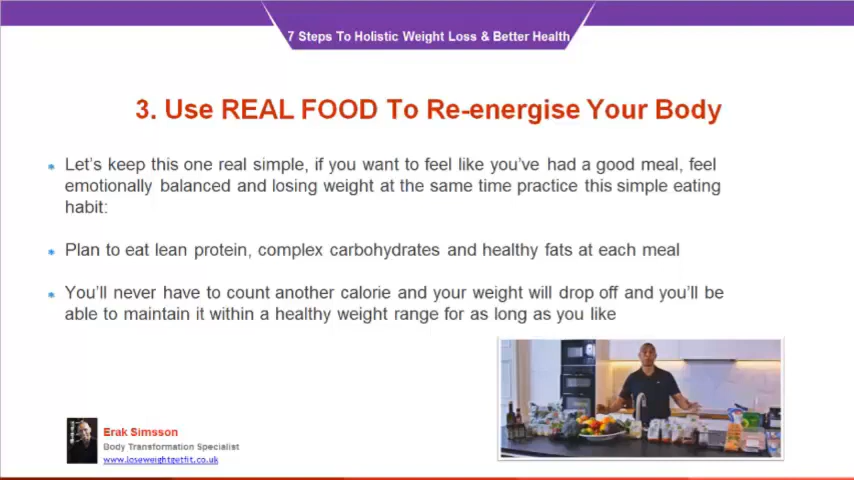 7 Steps To Holistic Weight Loss & Better Health
3. Use REAL FOOD To Re-energise Your Body
Let's keep this one real simple, if you want to feel like you've had a good meal, feel
emotionally balanced and losing weight at the same time practice this simple eating
habit:
Plan to eat lean protein, complex carbohydrates and healthy fats at each meal
You'll never have to count another calorie and your weight will drop off and you'll be
able to maintain it within a healthy weight range for as long as you like
Erak Simsson
Body Transformation Specialist
www.loseweightgetfit.co.uk